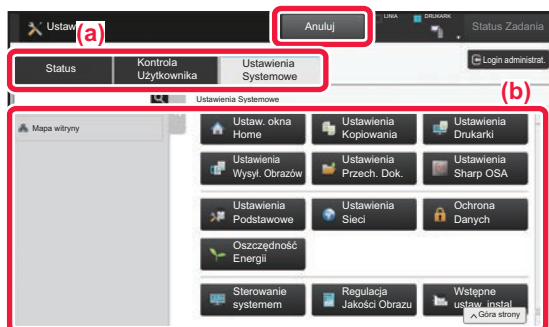 Ustaw
Anuluj
LINIA
DRUKARK
Status Zadania
(a)
Status
Kontrola
Użytkownika
Ustawienia
Systemowe
Login administrat.
Ustawienia Systemowe
(b)
Mapa witryny
Ustaw. okna
Home
Ustawienia
Kopiowania
Ustawienia
Drukarki
Ustawienia
Wysył. Obrazów
Ustawienia
Przech. Dok.
Ustawienia
Sharp OSA
Ustawienia
Podstawowe
Ustawienia
Sieci
Ochrona
Danych
Oszczędność
Energii
Sterowanie
systemem
Regulacja
Jakości Obrazu
Wstępne
ustaw. instal.
Góra strony